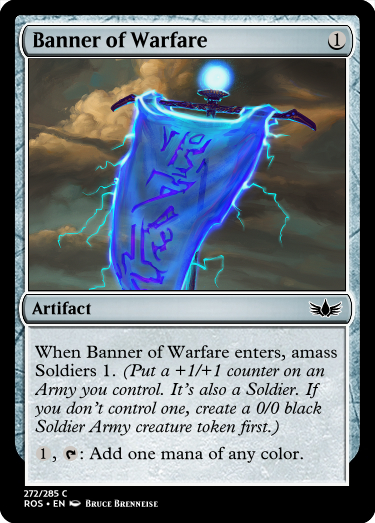 Banner of Warfare 1
Artifact
When Banner of Warfare enters, amass
Soldiers 1. (Put a +1/+1 counter on an
Army you control. It's also a Soldier. If
you don't control one, create a 0/0 black
Soldier Army creature token first.)
1, : Add one mana of any color.
272/285 C
ROS • EN Bruce Brenneise